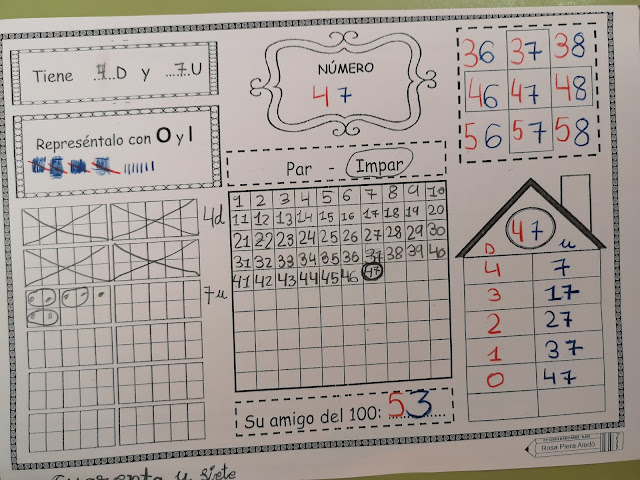 Tiene ..4..D y ....7.U
Represéntalo con O y I
4d
7u
NÚMERO
47
Par - Impar
1 2 3 4 5 6 7 8 9 10
11 12 13 14 15 16 17 18 19 20
21 22 23 24 25 26 27 28 29 30
31 32 33 34 35 36 37 38 39 40
41 42 43 44 45 46 47
Su amigo del 100: 53
36 37 38
46 47 48
56 57 58
47
D u
4 7
3 17
2 27
1 37
0 47
Rosa Piera Aledó
y siete